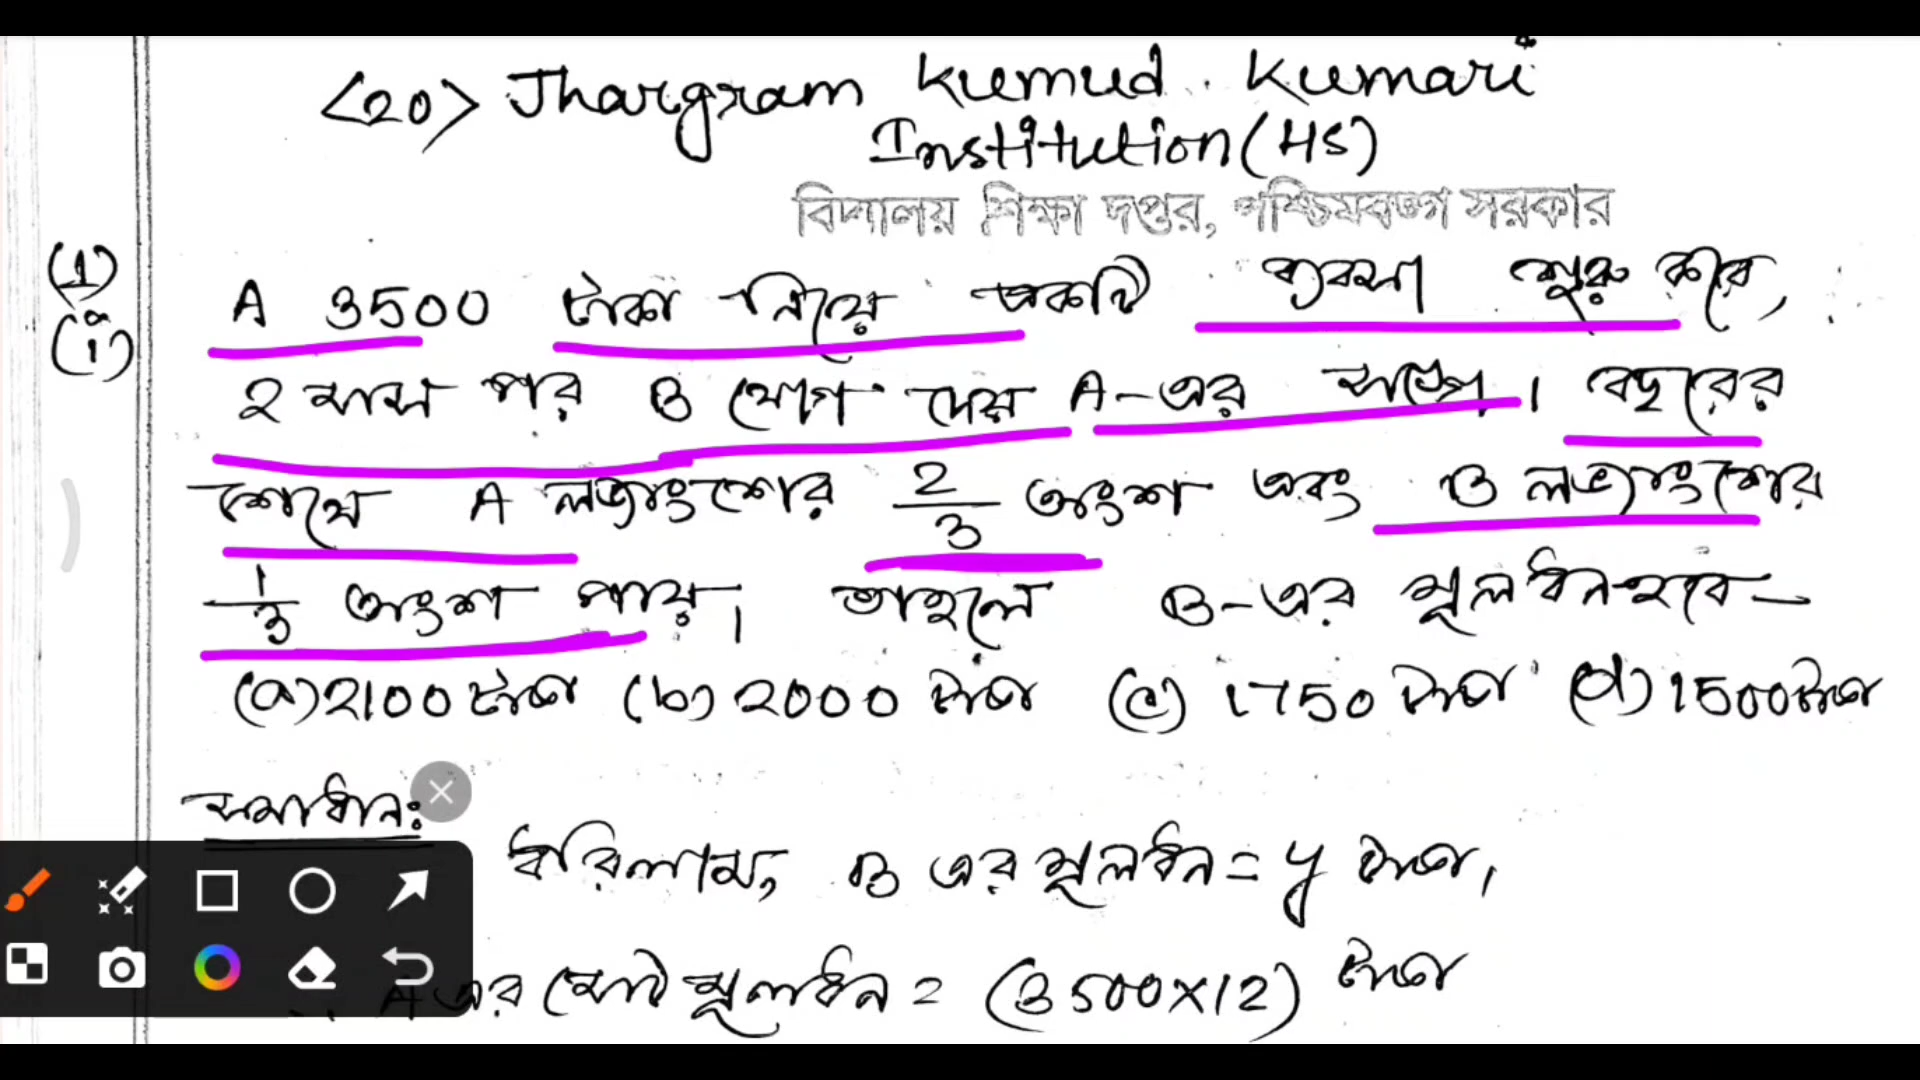 <20> Jhargram Kumud Kumari
Institution (HS)
বিদ্যালয় শিক্ষা দপ্তর, পশ্চিমবঙ্গ সরকার
(1)
(i)
A 3500 টাকা নিয়ে একটি ব্যবসা শুরু করে,
2 মাস পর B যোগ দেয় A-এর সঙ্গে। বছরের
শেষে A লভ্যাংশের 2/3 অংশ এবং B লভ্যাংশের
1/3 অংশ পায়। তাহলে B-এর মূলধন হবে –
(a) 2100 টাকা (b) 2000 টাকা (c) 1750 টাকা (d) 1500 টাকা
সমাধান:
ধরিলাম, B এর মূলধন = y টাকা,
A এর মোট মূলধন = (3500×12) টাকা